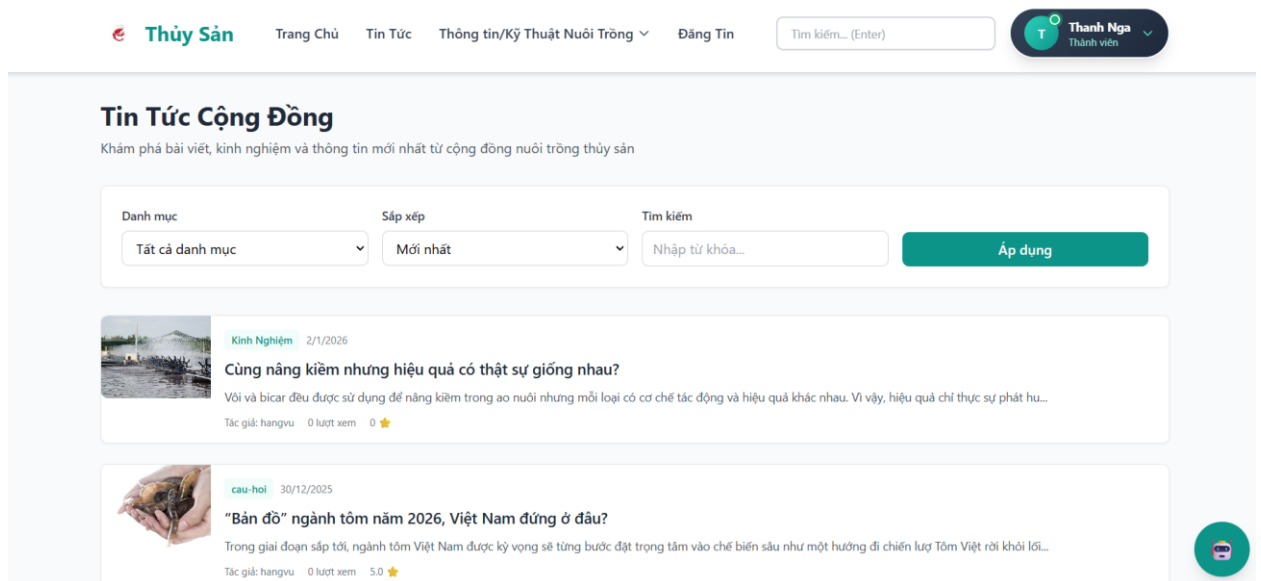 Thủy Sản
Trang Chủ
Tin Tức
Thông tin/Kỹ Thuật Nuôi Trồng
Đăng Tin
Tìm kiếm... (Enter)
T
Thanh Nga
Thành viên
Tin Tức Cộng Đồng
Khám phá bài viết, kinh nghiệm và thông tin mới nhất từ cộng đồng nuôi trồng thủy sản
Danh mục
Sắp xếp
Tìm kiếm
Tất cả danh mục
Mới nhất
Nhập từ khóa...
Áp dụng
Kinh Nghiệm 2/1/2026
Cùng nâng kiềm nhưng hiệu quả có thật sự giống nhau?
Vôi và bicar đều được sử dụng để nâng kiềm trong ao nuôi nhưng mỗi loại có cơ chế tác động và hiệu quả khác nhau. Vì vậy, hiệu quả chỉ thực sự phát hu...
Tác giả: hangvu 0 lượt xem 0
cau-hoi 30/12/2025
“Bản đồ” ngành tôm năm 2026, Việt Nam đứng ở đâu?
Trong giai đoạn sắp tới, ngành tôm Việt Nam được kỳ vọng sẽ từng bước đặt trọng tâm vào chế biến sâu như một hướng đi chiến lược Tôm Việt rời khỏi lối...
Tác giả: hangvu 0 lượt xem 5.0